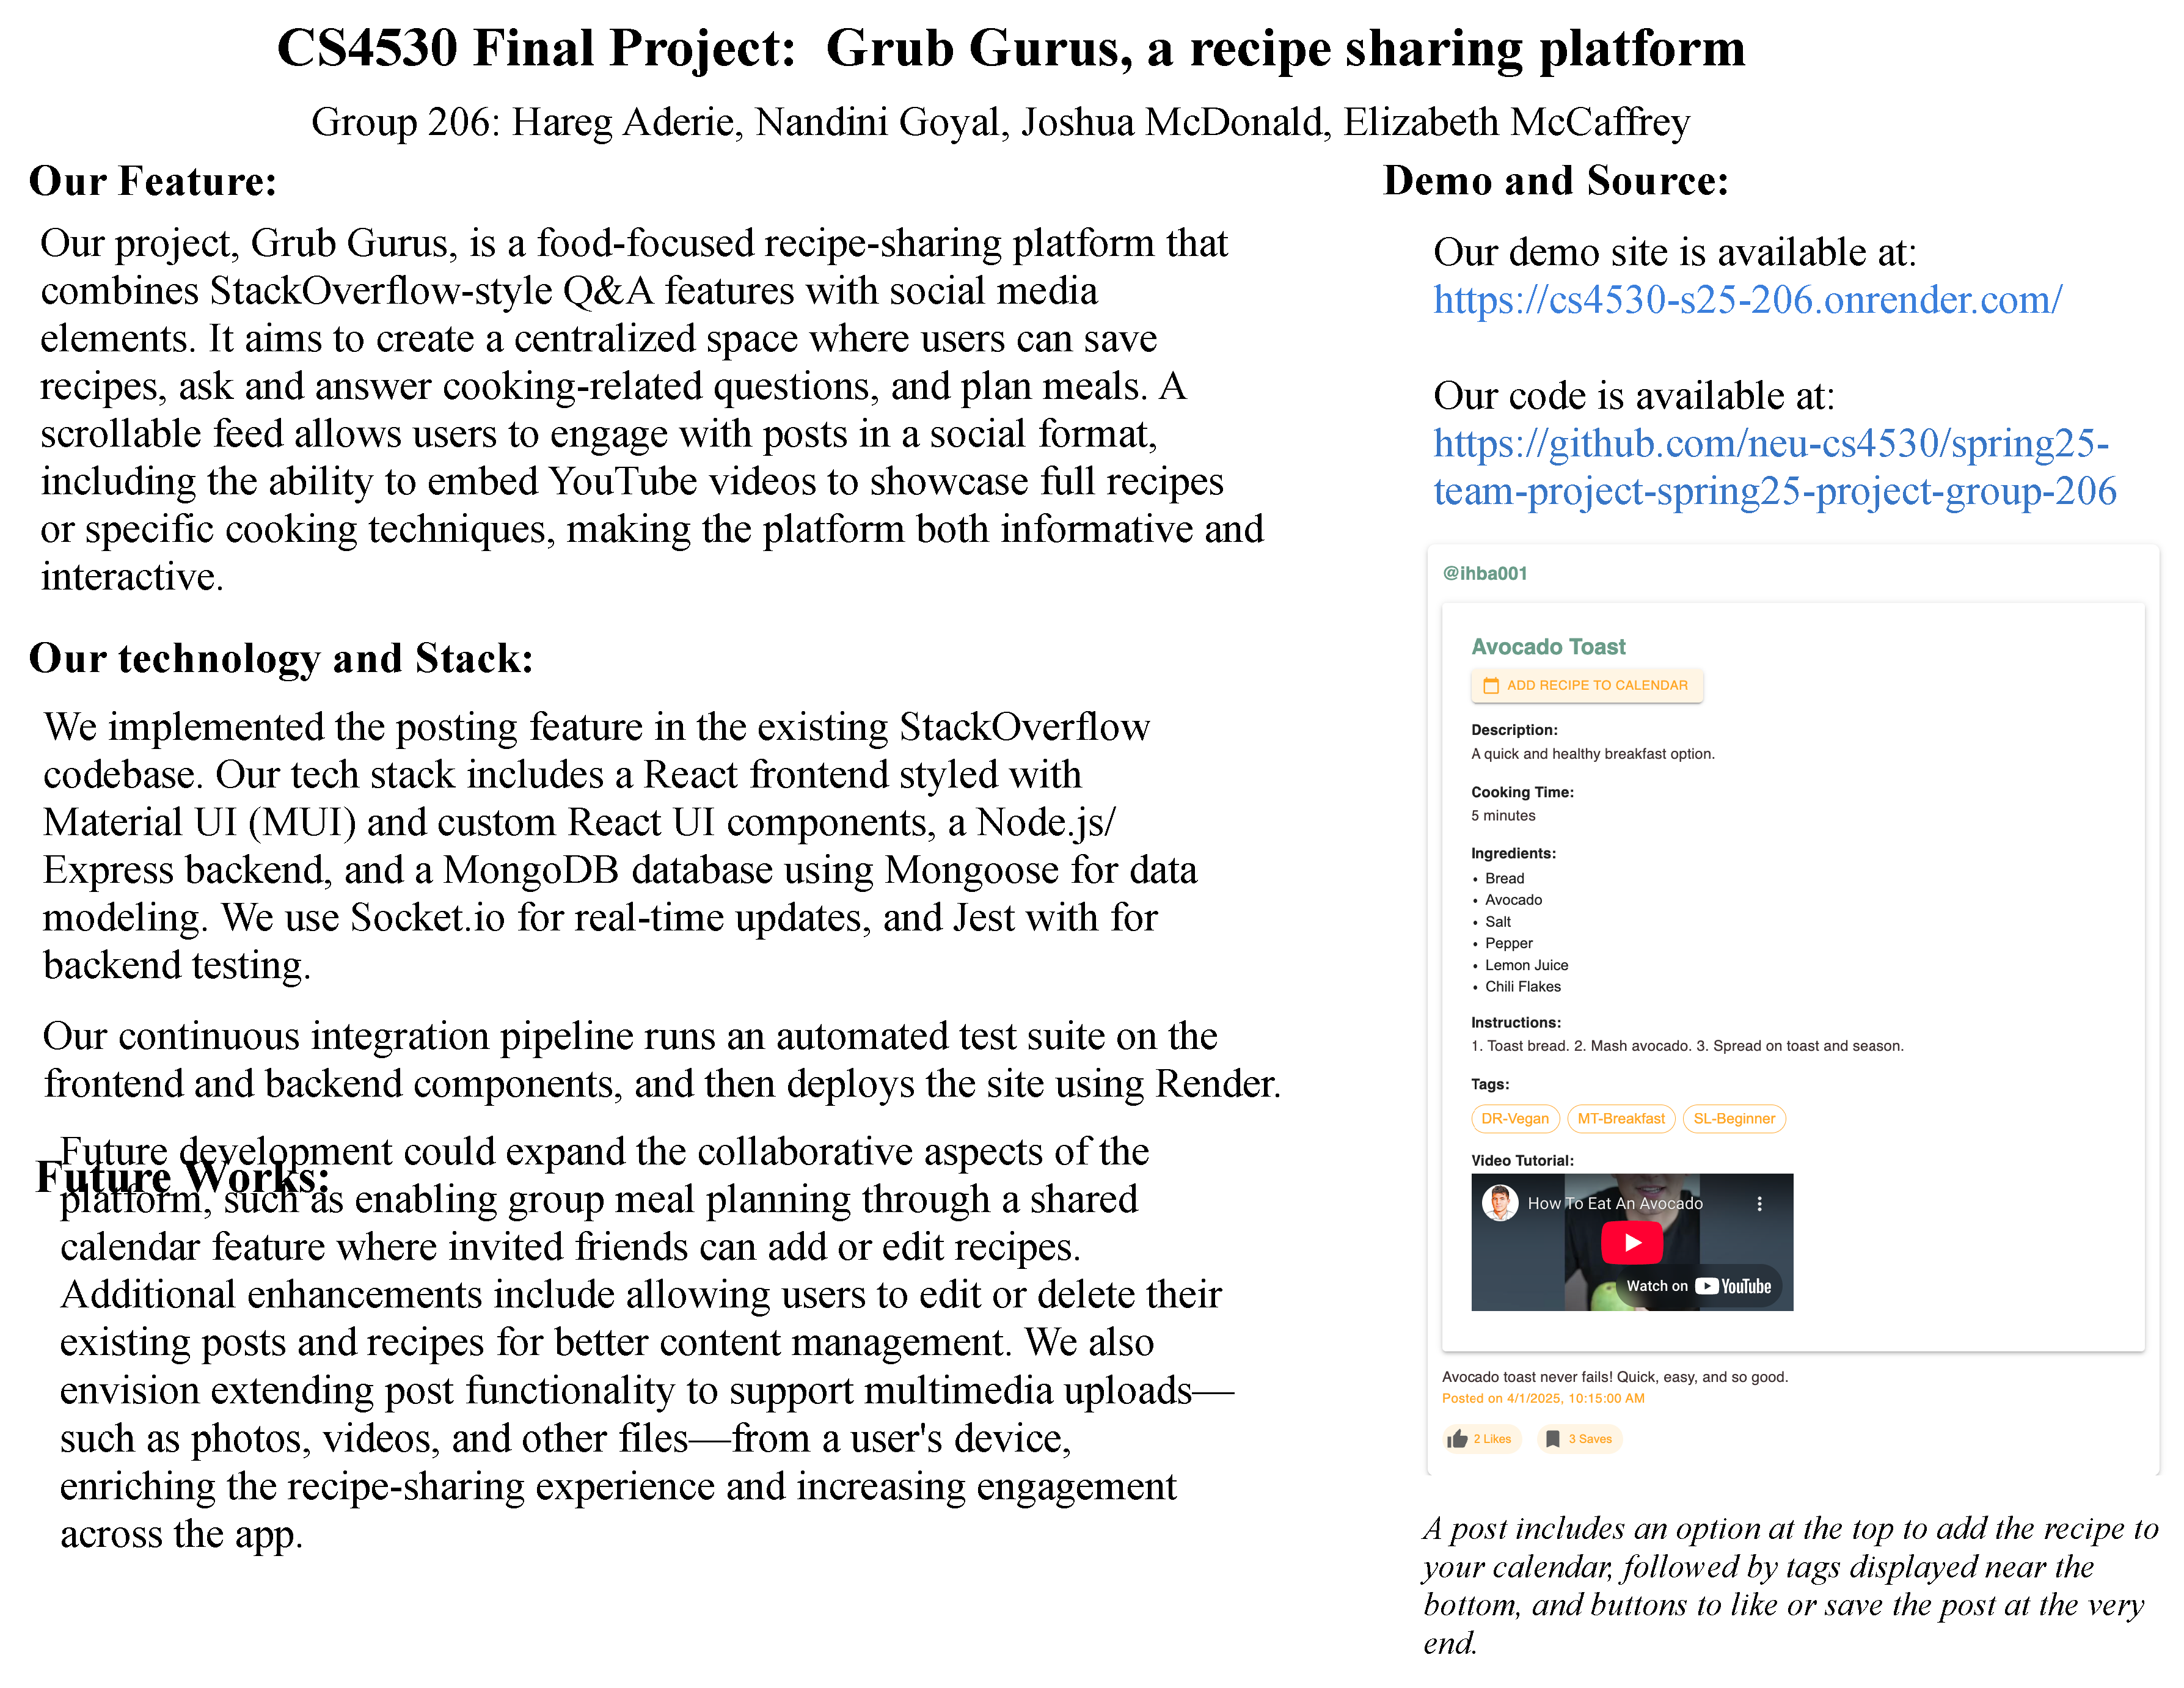 CS4530 Final Project:  Grub Gurus, a recipe sharing platform
Group 206: Hareg Aderie, Nandini Goyal, Joshua McDonald, Elizabeth McCaffrey
Our Feature:
Our project, Grub Gurus, is a food-focused recipe-sharing platform that
combines StackOverflow-style Q&A features with social media
elements. It aims to create a centralized space where users can save
recipes, ask and answer cooking-related questions, and plan meals. A
scrollable feed allows users to engage with posts in a social format,
including the ability to embed YouTube videos to showcase full recipes
or specific cooking techniques, making the platform both informative and
interactive.
Our technology and Stack:
We implemented the posting feature in the existing StackOverflow
codebase. Our tech stack includes a React frontend styled with
Material UI (MUI) and custom React UI components, a Node.js/
Express backend, and a MongoDB database using Mongoose for data
modeling. We use Socket.io for real-time updates, and Jest with for
backend testing.
Our continuous integration pipeline runs an automated test suite on the
frontend and backend components, and then deploys the site using Render.
Future Works:
Future development could expand the collaborative aspects of the
platform, such as enabling group meal planning through a shared
calendar feature where invited friends can add or edit recipes.
Additional enhancements include allowing users to edit or delete their
existing posts and recipes for better content management. We also
envision extending post functionality to support multimedia uploads—
such as photos, videos, and other files—from a user's device,
enriching the recipe-sharing experience and increasing engagement
across the app.
Demo and Source:
Our demo site is available at:
https://cs4530-s25-206.onrender.com/
Our code is available at:
https://github.com/neu-cs4530/spring25-
team-project-spring25-project-group-206
@ihba001
Avocado Toast
ADD RECIPE TO CALENDAR
Description:
A quick and healthy breakfast option.
Cooking Time:
5 minutes
Ingredients:
• Bread
• Avocado
• Salt
• Pepper
• Lemon Juice
• Chili Flakes
Instructions:
1. Toast bread. 2. Mash avocado. 3. Spread on toast and season.
Tags:
DR-Vegan MT-Breakfast SL-Beginner
Video Tutorial:
How To Eat An Avocado
Watch on YouTube
Avocado toast never fails! Quick, easy, and so good.
Posted on 4/1/2025, 10:15:00 AM
2 Likes 3 Saves
A post includes an option at the top to add the recipe to
your calendar, followed by tags displayed near the
bottom, and buttons to like or save the post at the very
end.